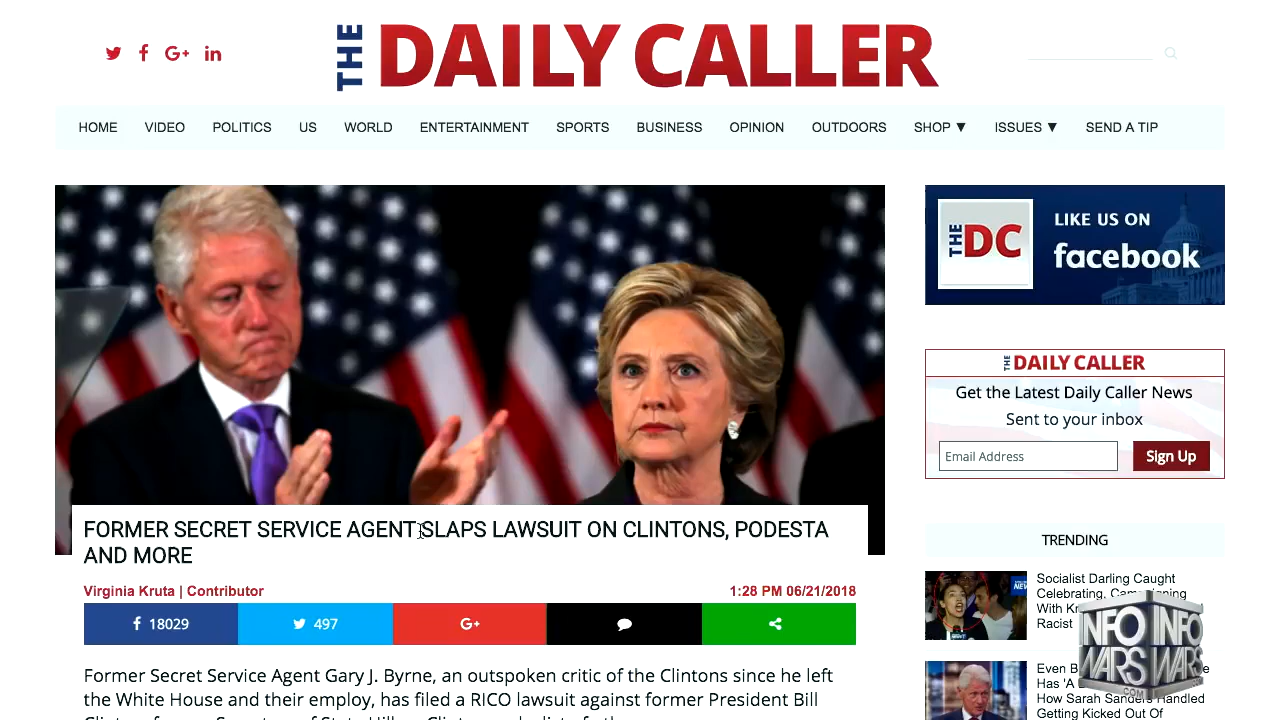 THE DAILY CALLER
HOME VIDEO POLITICS US WORLD ENTERTAINMENT SPORTS BUSINESS OPINION OUTDOORS SHOP ▼ ISSUES ▼ SEND A TIP
THE DC
LIKE US ON
facebook
THE DAILY CALLER
Get the Latest Daily Caller News
Sent to your inbox
Email Address Sign Up
FORMER SECRET SERVICE AGENT SLAPS LAWSUIT ON CLINTONS, PODESTA
AND MORE
Virginia Kruta | Contributor 1:28 PM 06/21/2018
18029 497 G+
Former Secret Service Agent Gary J. Byrne, an outspoken critic of the Clintons since he left
the White House and their employ, has filed a RICO lawsuit against former President Bill
TRENDING
Socialist Darling Caught
Celebrating,
With
Racist
Even
Has 'A
How Sarah Sanders Handled
Getting Kicked Out Of
INFO INFO
WARS WARS
.COM